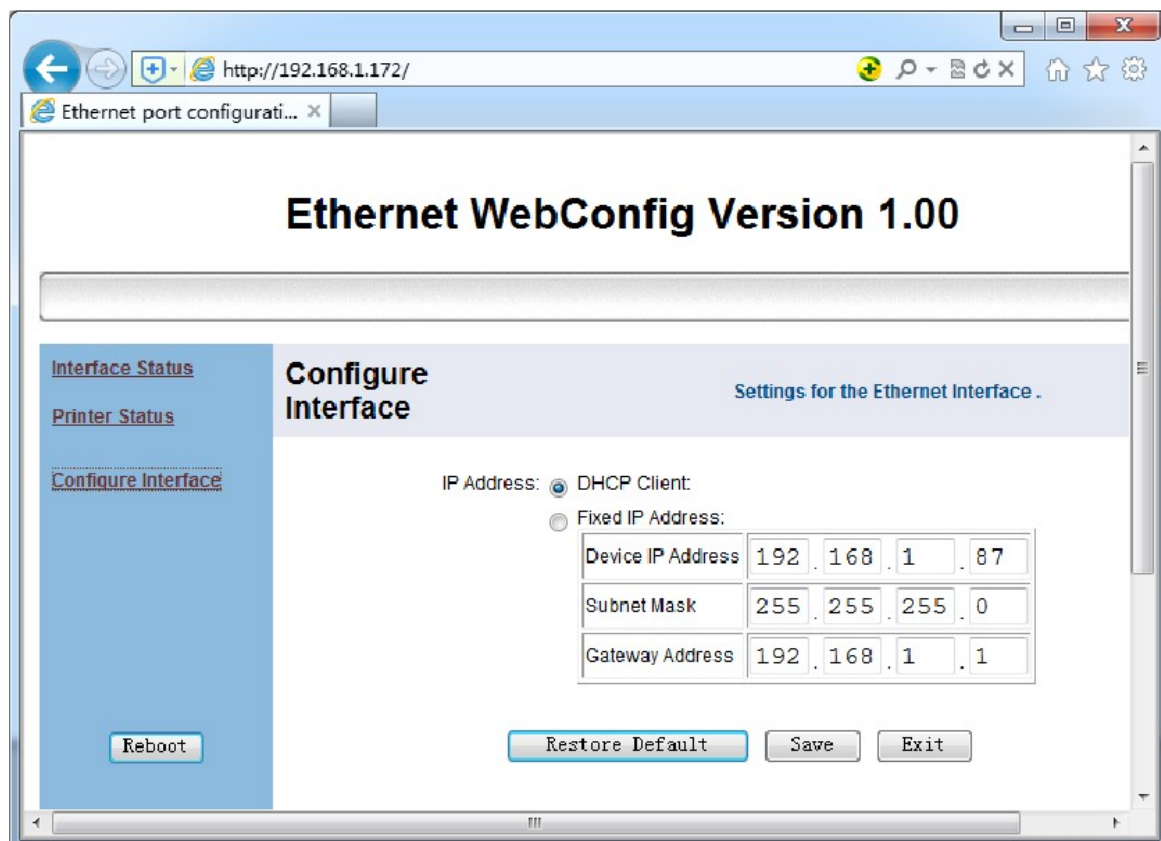 http://192.168.1.172/
Ethernet port configurati...
Ethernet WebConfig Version 1.00
Interface Status
Printer Status
Configure Interface
Configure
Interface
Settings for the Ethernet Interface .
IP Address: DHCP Client:
Fixed IP Address:
Device IP Address 192 . 168 . 1 . 87
Subnet Mask 255 . 255 . 255 . 0
Gateway Address 192 . 168 . 1 . 1
Reboot
Restore Default Save Exit